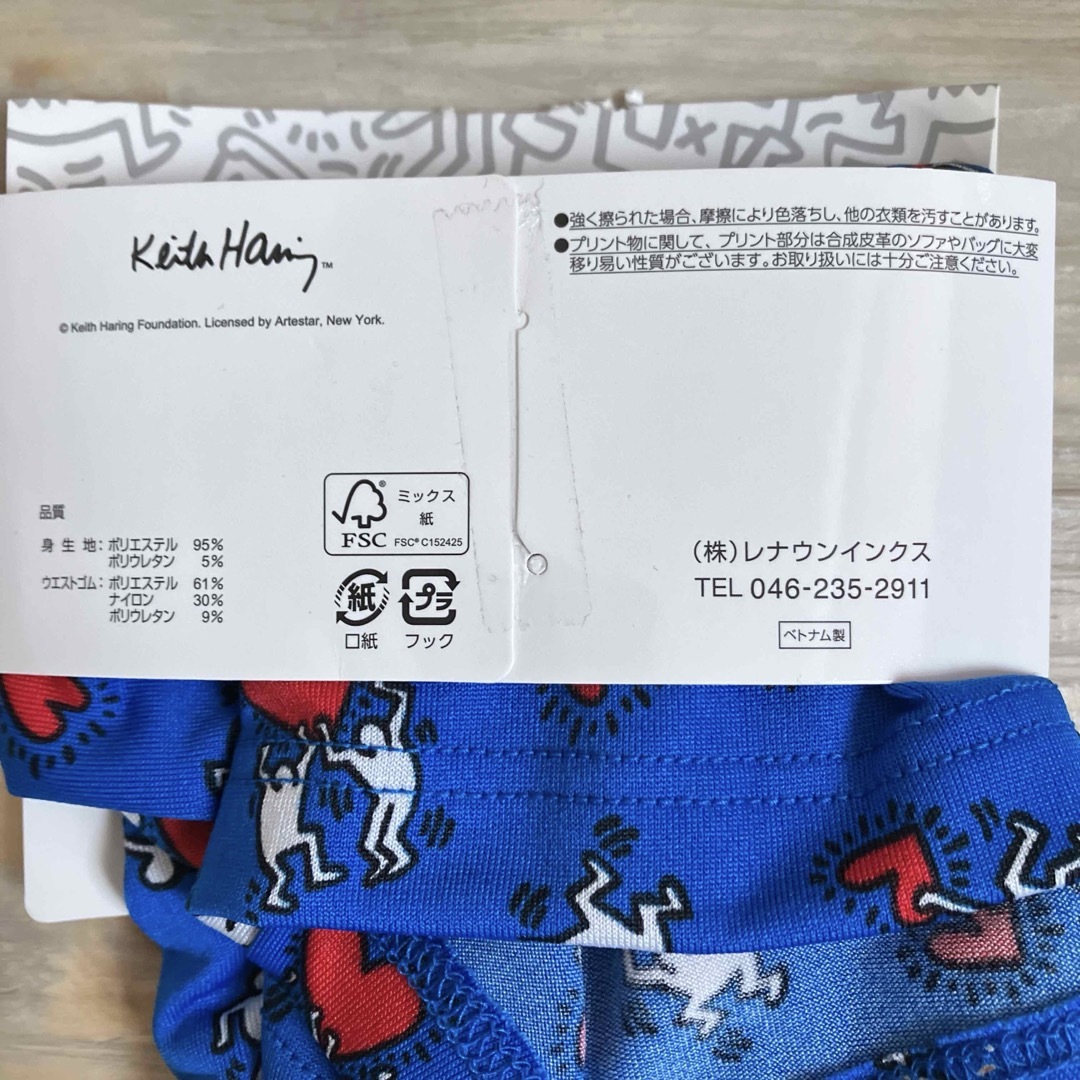 Keith Haring™
© Keith Haring Foundation. Licensed by Artestar, New York.
品質
身生地:ポリエステル 95%
ポリウレタン 5%
ウエストゴム:ポリエステル 61%
ナイロン 30%
ポリウレタン 9%
FSC®
ミックス
紙
FSC® C152425
紙
口紙
プラ
フック
●強く擦られた場合、摩擦により色落ちし、他の衣類を汚すことがあります。
●プリント物に関して、プリント部分は合成皮革のソファやバッグに大変
移り易い性質がございます。お取り扱いには十分ご注意ください。
(株)レナウンインクス
TEL 046-235-2911
ベトナム製